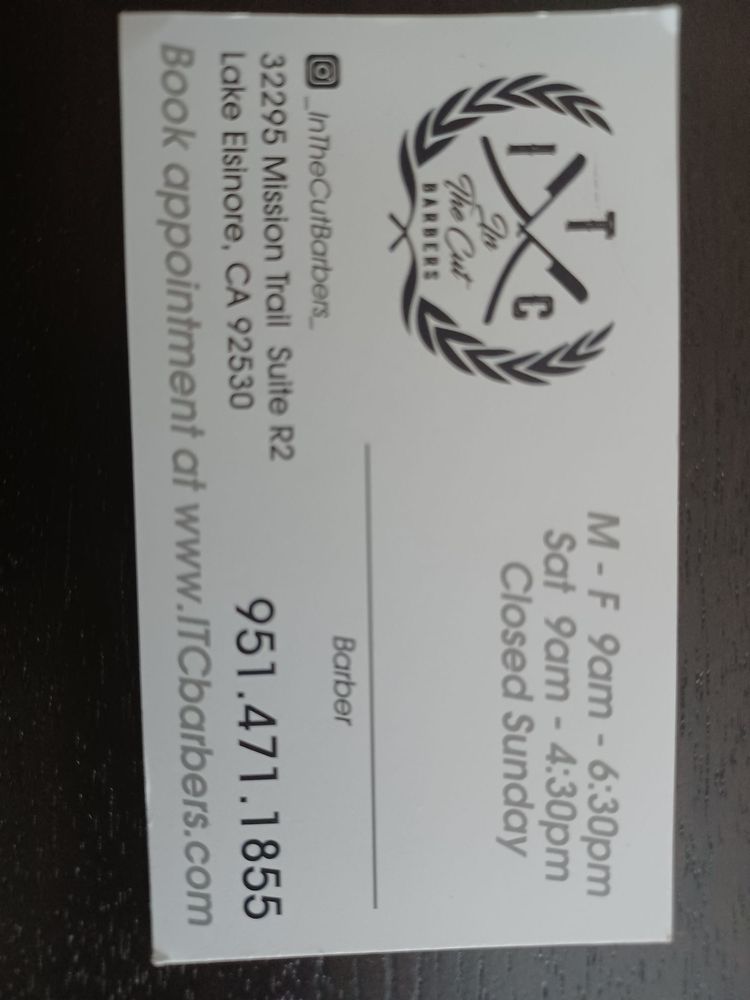 I T C
In
The Cut
BARBERS
M - F 9am - 6:30pm
Sat 9am - 4:30pm
Closed Sunday
_InTheCutBarbers_
Barber
32295 Mission Trail Suite R2
Lake Elsinore, CA 92530
951.471.1855
Book appointment at www.ITCbarbers.com